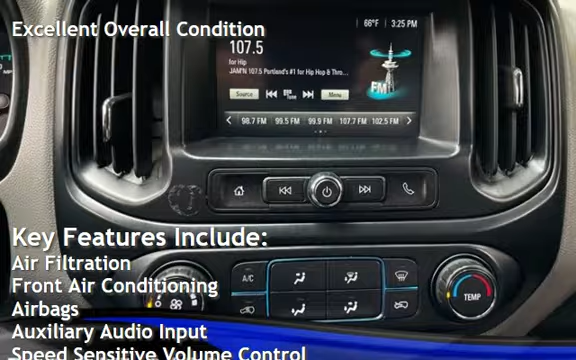 Excellent Overall Condition
66°F 3:25 PM
107.5
for Hip
JAM'N 107.5 Portland's #1 for Hip Hop & Thro...
FM
Source Tune Menu
98.7 FM 99.5 FM 99.9 FM 107.7 FM 102.5 FM
Key Features Include:
A/C
TEMP
Air Filtration
Front Air Conditioning
Airbags
Auxiliary Audio Input
Speed Sensitive Volume Control